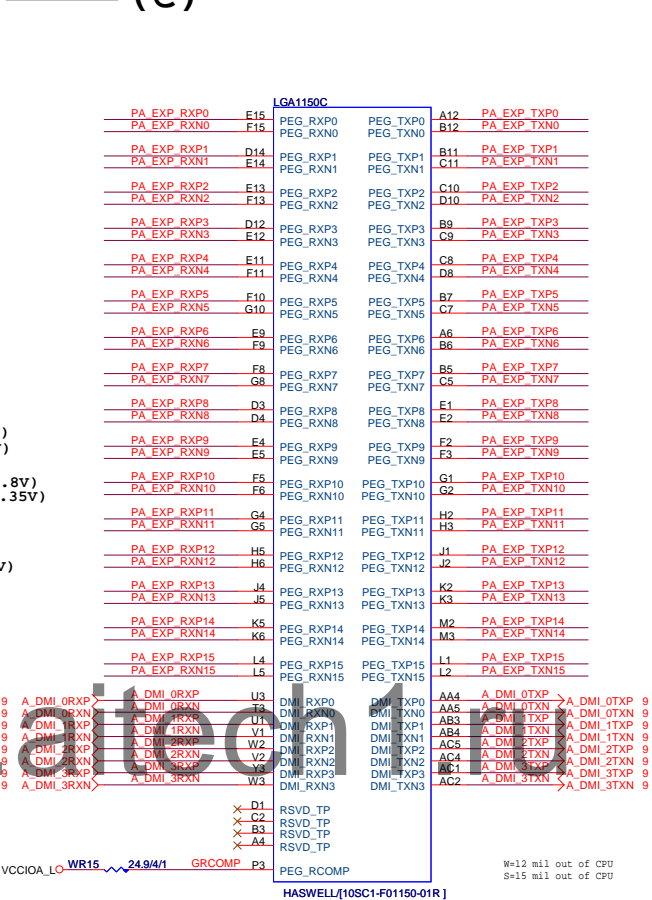 (C)
LGA1150C
PA_EXP_RXP0 E15 PEG_RXP0 PEG_TXP0 A12 PA_EXP_TXP0
PA_EXP_RXN0 F15 PEG_RXN0 PEG_TXN0 B12 PA_EXP_TXN0
PA_EXP_RXP1 D14 PEG_RXP1 PEG_TXP1 B11 PA_EXP_TXP1
PA_EXP_RXN1 E14 PEG_RXN1 PEG_TXN1 C11 PA_EXP_TXN1
PA_EXP_RXP2 E13 PEG_RXP2 PEG_TXP2 C10 PA_EXP_TXP2
PA_EXP_RXN2 F13 PEG_RXN2 PEG_TXN2 D10 PA_EXP_TXN2
PA_EXP_RXP3 D12 PEG_RXP3 PEG_TXP3 B9 PA_EXP_TXP3
PA_EXP_RXN3 E12 PEG_RXN3 PEG_TXN3 C9 PA_EXP_TXN3
PA_EXP_RXP4 E11 PEG_RXP4 PEG_TXP4 C8 PA_EXP_TXP4
PA_EXP_RXN4 F11 PEG_RXN4 PEG_TXN4 D8 PA_EXP_TXN4
PA_EXP_RXP5 F10 PEG_RXP5 PEG_TXP5 B7 PA_EXP_TXP5
PA_EXP_RXN5 G10 PEG_RXN5 PEG_TXN5 C7 PA_EXP_TXN5
PA_EXP_RXP6 E9 PEG_RXP6 PEG_TXP6 A6 PA_EXP_TXP6
PA_EXP_RXN6 F9 PEG_RXN6 PEG_TXN6 B6 PA_EXP_TXN6
PA_EXP_RXP7 F8 PEG_RXP7 PEG_TXP7 B5 PA_EXP_TXP7
PA_EXP_RXN7 G8 PEG_RXN7 PEG_TXN7 C5 PA_EXP_TXN7
PA_EXP_RXP8 D3 PEG_RXP8 PEG_TXP8 E1 PA_EXP_TXP8
PA_EXP_RXN8 D4 PEG_RXN8 PEG_TXN8 E2 PA_EXP_TXN8
)
PA_EXP_RXP9 E4 PEG_RXP9 PEG_TXP9 F2 PA_EXP_TXP9
) PA_EXP_RXN9 E5 PEG_RXN9 PEG_TXN9 F3 PA_EXP_TXN9
.8V) PA_EXP_RXP10 F5 PEG_RXP10 PEG_TXP10 G1 PA_EXP_TXP10
.35V) PA_EXP_RXN10 F6 PEG_RXN10 PEG_TXN10 G2 PA_EXP_TXN10
PA_EXP_RXP11 G4 PEG_RXP11 PEG_TXP11 H2 PA_EXP_TXP11
PA_EXP_RXN11 G5 PEG_RXN11 PEG_TXN11 H3 PA_EXP_TXN11
PA_EXP_RXP12 H5 PEG_RXP12 PEG_TXP12 J1 PA_EXP_TXP12
V) PA_EXP_RXN12 H6 PEG_RXN12 PEG_TXN12 J2 PA_EXP_TXN12
PA_EXP_RXP13 J4 PEG_RXP13 PEG_TXP13 K2 PA_EXP_TXP13
PA_EXP_RXN13 J5 PEG_RXN13 PEG_TXN13 K3 PA_EXP_TXN13
PA_EXP_RXP14 K5 PEG_RXP14 PEG_TXP14 M2 PA_EXP_TXP14
PA_EXP_RXN14 K6 PEG_RXN14 PEG_TXN14 M3 PA_EXP_TXN14
PA_EXP_RXP15 L4 PEG_RXP15 PEG_TXP15 L1 PA_EXP_TXP15
PA_EXP_RXN15 L5 PEG_RXN15 PEG_TXN15 L2 PA_EXP_TXN15
9 A_DMI_0RXP A_DMI_0RXP U3 DMI_RXP0 DMI_TXP0 AA4 A_DMI_0TXP A_DMI_0TXP 9
9 A_DMI_0RXN A_DMI_0RXN T3 DMI_RXN0 DMI_TXN0 AA5 A_DMI_0TXN A_DMI_0TXN 9
9 A_DMI_1RXP A_DMI_1RXP U1 DMI_RXP1 DMI_TXP1 AB3 A_DMI_1TXP A_DMI_1TXP 9
9 A_DMI_1RXN A_DMI_1RXN V1 DMI_RXN1 DMI_TXN1 AB4 A_DMI_1TXN A_DMI_1TXN 9
9 A_DMI_2RXP A_DMI_2RXP W2 DMI_RXP2 DMI_TXP2 AC5 A_DMI_2TXP A_DMI_2TXP 9
9 A_DMI_2RXN A_DMI_2RXN V2 DMI_RXN2 DMI_TXN2 AC4 A_DMI_2TXN A_DMI_2TXN 9
9 A_DMI_3RXP A_DMI_3RXP Y3 DMI_RXP3 DMI_TXP3 AC1 A_DMI_3TXP A_DMI_3TXP 9
9 A_DMI_3RXN A_DMI_3RXN W3 DMI_RXN3 DMI_TXN3 AC2 A_DMI_3TXN A_DMI_3TXN 9
.aitech1.ru
D1 RSVD_TP
C2 RSVD_TP
B3 RSVD_TP
A4 RSVD_TP
VCCIOA_L WR15 24.9/4/1 GRCOMP P3 PEG_RCOMP
W=12 mil out of CPU
S=15 mil out of CPU
HASWELL/[10SC1-F01150-01R ]